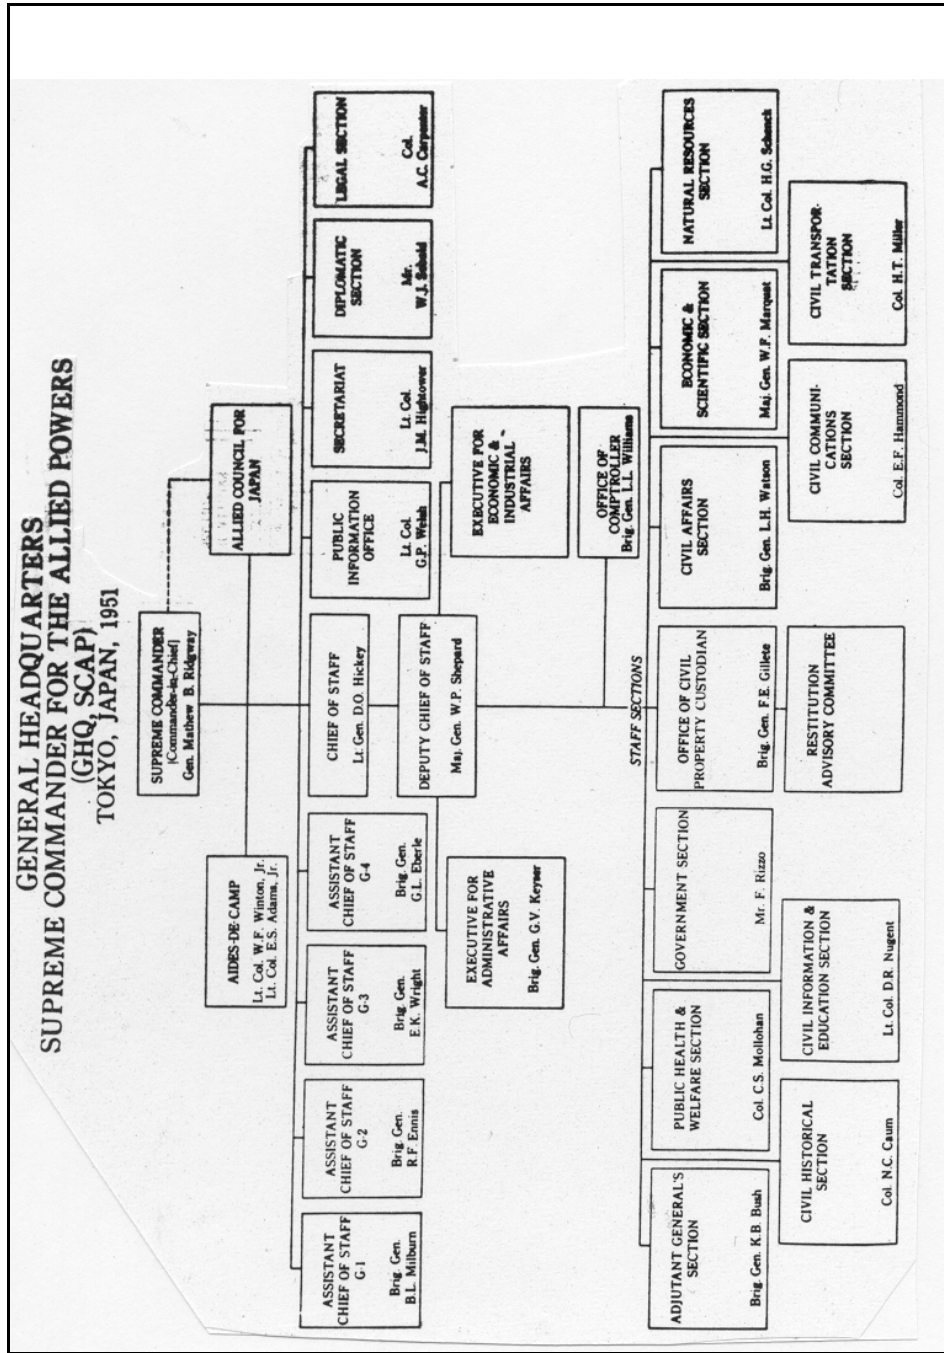 GENERAL HEADQUARTERS
SUPREME COMMANDER FOR THE ALLIED POWERS
(GHQ, SCAP)
TOKYO, JAPAN, 1951
SUPREME COMMANDER
[Commander-in-Chief]
Gen. Mathew B. Ridgway
AIDES-DE-CAMP
Lt. Col. W.F. Winton, Jr.
Lt. Col. E.S. Adams, Jr.
ALLIED COUNCIL FOR
JAPAN
ASSISTANT
CHIEF OF STAFF
G-1
Brig. Gen.
B.L. Milburn
ASSISTANT
CHIEF OF STAFF
G-2
Brig. Gen.
R.F. Ennis
ASSISTANT
CHIEF OF STAFF
G-3
Brig. Gen.
E.K. Wright
ASSISTANT
CHIEF OF STAFF
G-4
Brig. Gen.
G.L. Eberle
CHIEF OF STAFF
Lt. Gen. D.O. Hickey
PUBLIC
INFORMATION
OFFICE
Lt. Col.
G.P. Welsh
SECRETARIAT
Lt. Col.
J.M. Hightower
DIPLOMATIC
SECTION
Mr.
W.J. Sebald
LEGAL SECTION
Col.
A.C. Carpenter
DEPUTY CHIEF OF STAFF
Maj. Gen. W.P. Shepard
EXECUTIVE FOR
ADMINISTRATIVE
AFFAIRS
Brig. Gen. G.V. Keyser
EXECUTIVE FOR
ECONOMIC &
INDUSTRIAL
AFFAIRS
OFFICE OF
COMPTROLLER
Brig. Gen. L.L. Williams
STAFF SECTIONS
ADJUTANT GENERAL'S
SECTION
Brig. Gen. K.B. Bush
PUBLIC HEALTH &
WELFARE SECTION
Col. C.S. Mollohan
GOVERNMENT SECTION
Mr. F. Rizzo
OFFICE OF CIVIL
PROPERTY CUSTODIAN
Brig. Gen. F.E. Gillete
CIVIL AFFAIRS
SECTION
Brig. Gen. L.H. Watson
ECONOMIC &
SCIENTIFIC SECTION
Maj. Gen. W.F. Marquat
NATURAL RESOURCES
SECTION
Lt. Col. H.G. Schenck
CIVIL HISTORICAL
SECTION
Col. N.C. Caum
CIVIL INFORMATION &
EDUCATION SECTION
Lt. Col. D.R. Nugent
RESTITUTION
ADVISORY COMMITTEE
CIVIL COMMUNI-
CATIONS
SECTION
Col. E.F. Hammond
CIVIL TRANSPOR-
TATION
SECTION
Col. H.T. Miller